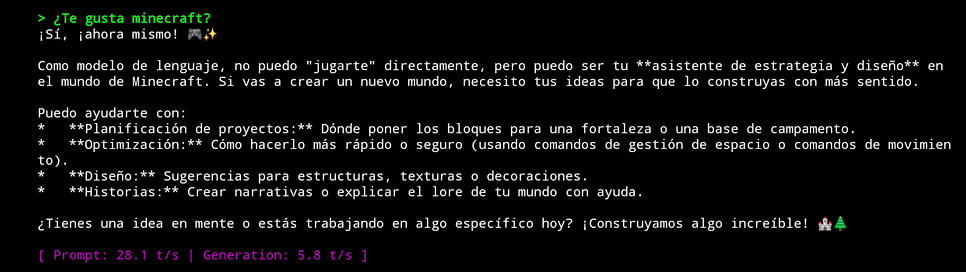 > ¿Te gusta minecraft?
¡Sí, ¡ahora mismo! 🎮✨
Como modelo de lenguaje, no puedo "jugarte" directamente, pero puedo ser tu **asistente de estrategia y diseño** en
el mundo de Minecraft. Si vas a crear un nuevo mundo, necesito tus ideas para que lo construyas con más sentido.
Puedo ayudarte con:
*   **Planificación de proyectos:** Dónde poner los bloques para una fortaleza o una base de campamento.
*   **Optimización:** Cómo hacerlo más rápido o seguro (usando comandos de gestión de espacio o comandos de movimien
to).
*   **Diseño:** Sugerencias para estructuras, texturas o decoraciones.
*   **Historias:** Crear narrativas o explicar el lore de tu mundo con ayuda.
¿Tienes una idea en mente o estás trabajando en algo específico hoy? ¡Construyamos algo increíble! 🏰🌲
[ Prompt: 28.1 t/s | Generation: 5.8 t/s ]